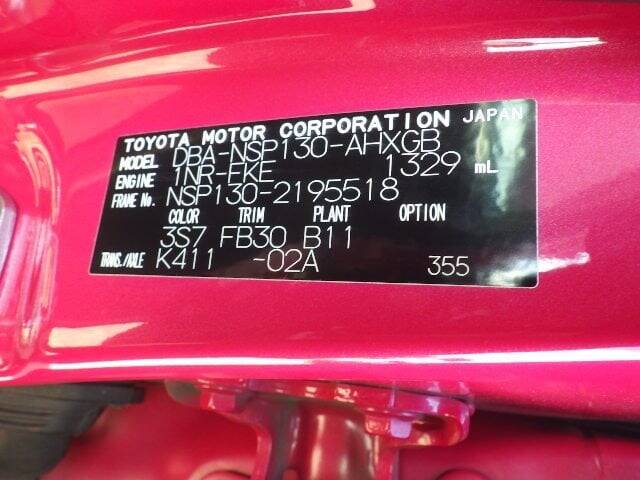 TOYOTA MOTOR CORPORATION JAPAN
MODEL DBA-NSP130-AHXGB
ENGINE 1NR-FKE 1329 mL
FRAME No. NSP130-2195518
COLOR TRIM PLANT OPTION
3S7 FB30 B11
TRANS./AXLE K411 -02A 355